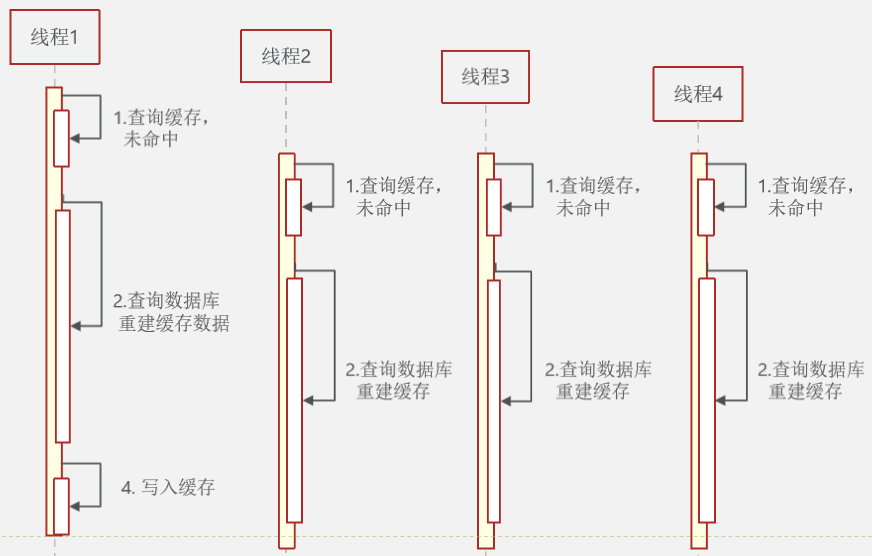 线程1
1.查询缓存，
未命中
2.查询数据库
重建缓存数据
4. 写入缓存
线程2
1.查询缓存，
未命中
2.查询数据库
重建缓存
线程3
1.查询缓存，
未命中
2.查询数据库
重建缓存
线程4
1.查询缓存，
未命中
2.查询数据库
重建缓存